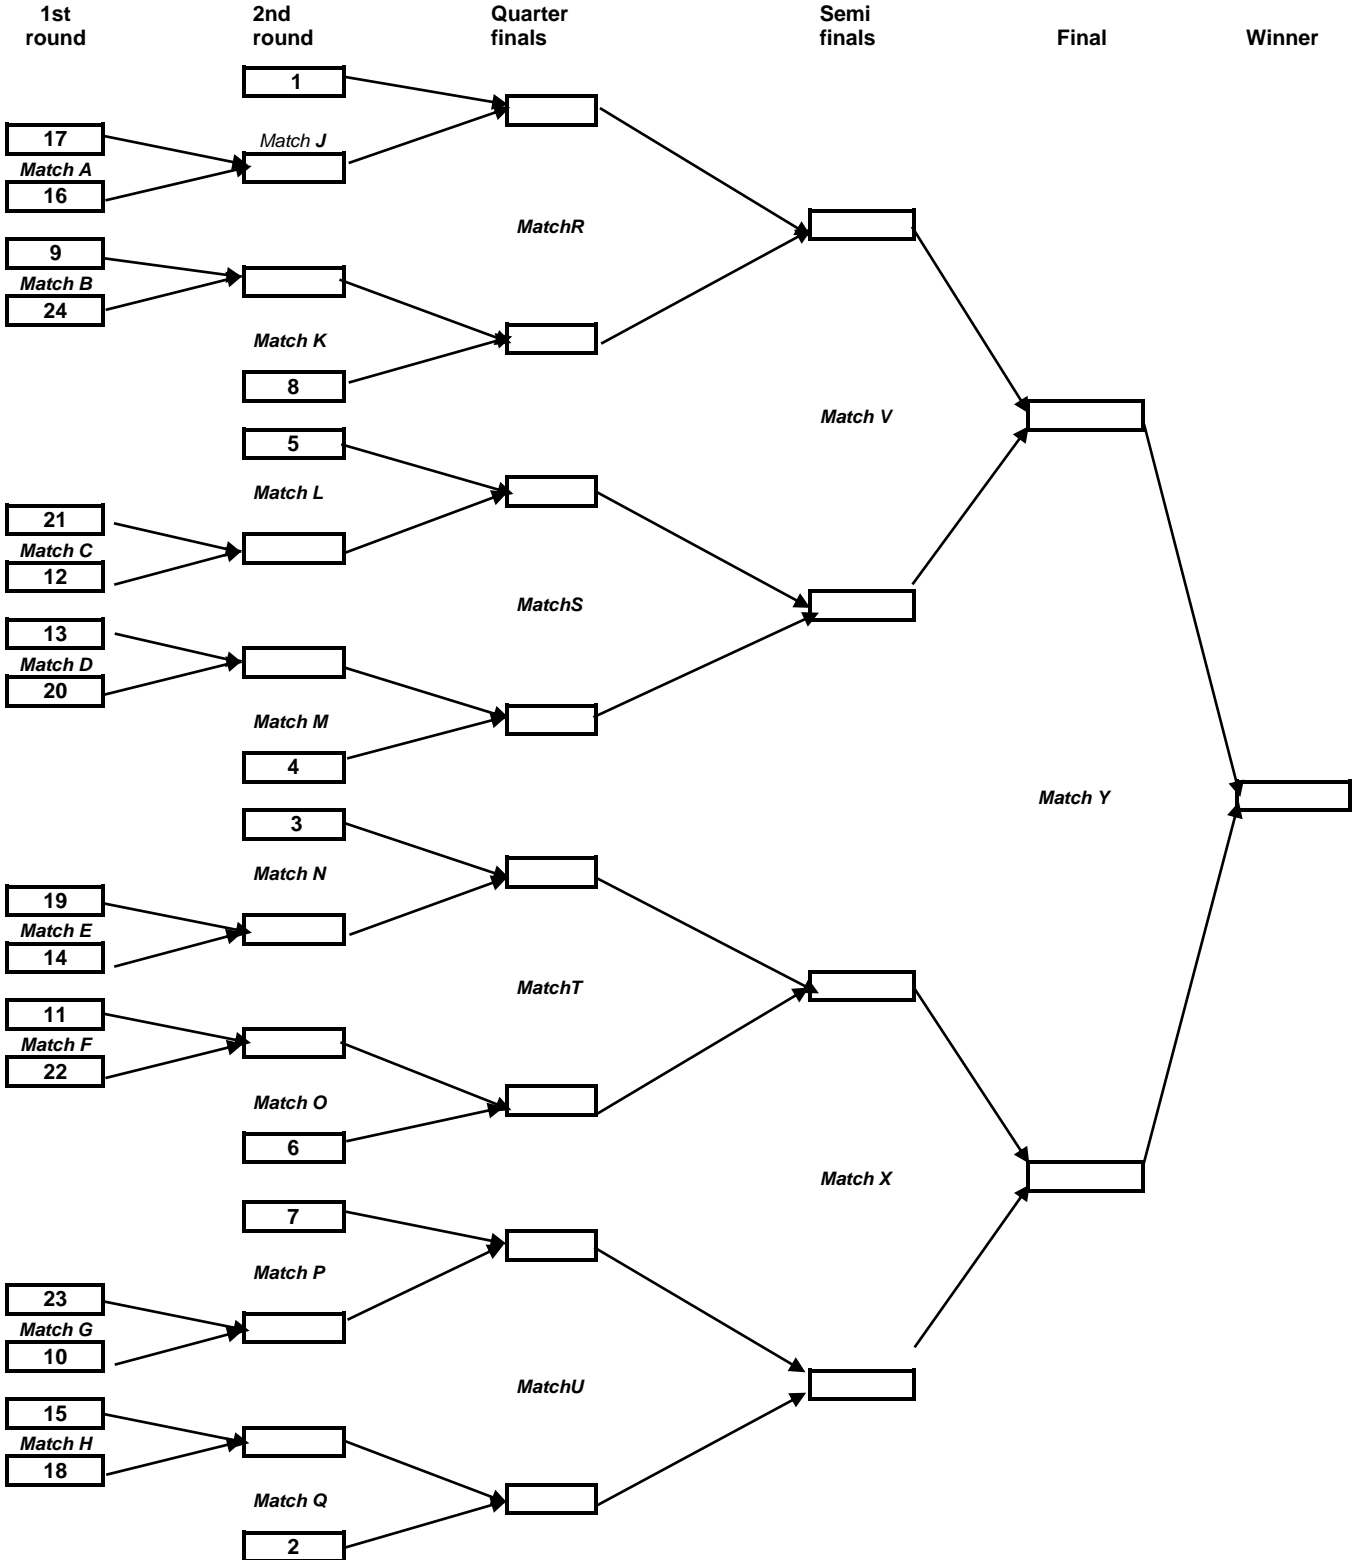 1st round
2nd round
Quarter finals
Semi finals
Final
Winner
1
17
Match J
Match A
16
MatchR
9
Match B
24
Match K
8
Match V
5
Match L
21
Match C
12
MatchS
13
Match D
20
Match M
4
Match Y
3
Match N
19
Match E
14
MatchT
11
Match F
22
Match O
6
Match X
7
Match P
23
Match G
10
MatchU
15
Match H
18
Match Q
2